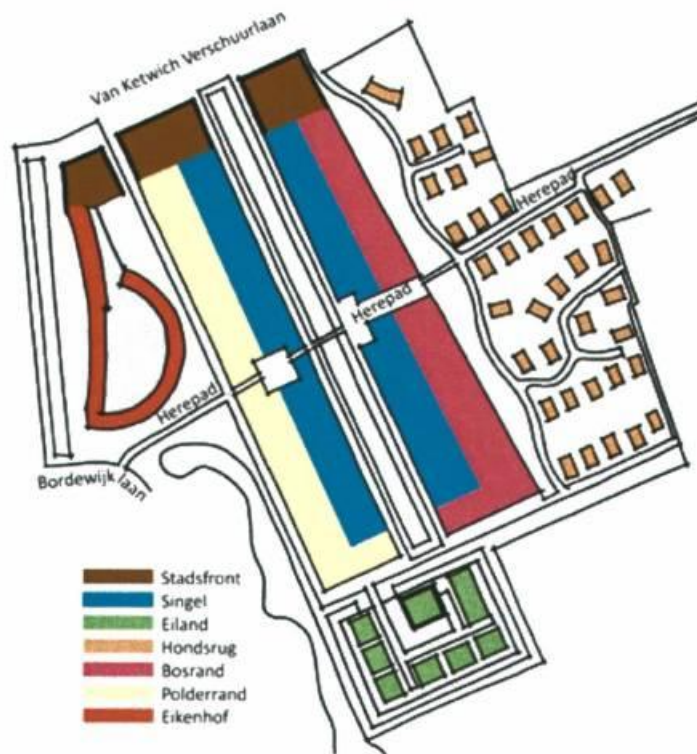 Van Ketwich Verschuurlaan
Herepad
Herepad
Herepad
Bordewijklaan
Stadsfront
Singel
Eiland
Hondsrug
Bosrand
Polderrand
Eikenhof